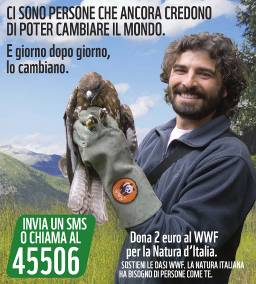 CI SONO PERSONE CHE ANCORA CREDONO
DI POTER CAMBIARE IL MONDO.
E giorno dopo giorno,
lo cambiano.
INVIA UN SMS
O CHIAMA AL
45506
Dona 2 euro al WWF
per la Natura d'Italia.
SOSTIENI LE OASI WWF. LA NATURA ITALIANA
HA BISOGNO DI PERSONE COME TE.